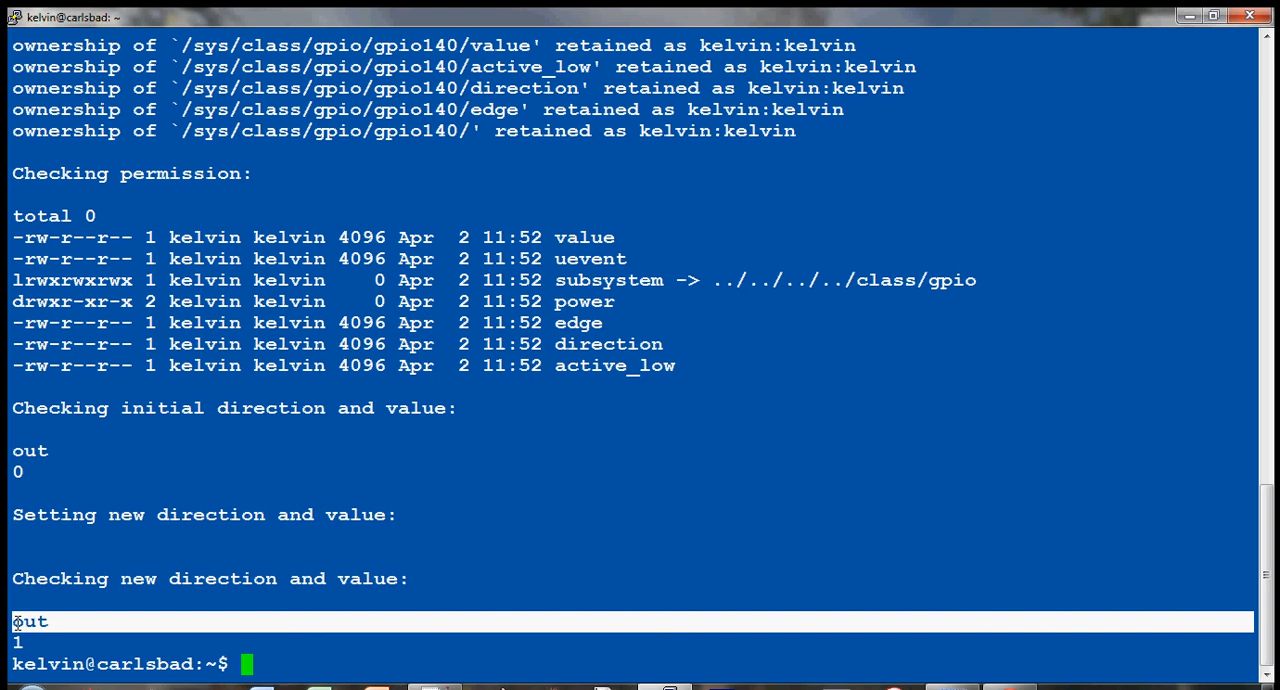 kelvin@carlsbad: ~
ownership of `/sys/class/gpio/gpio140/value' retained as kelvin:kelvin
ownership of `/sys/class/gpio/gpio140/active_low' retained as kelvin:kelvin
ownership of `/sys/class/gpio/gpio140/direction' retained as kelvin:kelvin
ownership of `/sys/class/gpio/gpio140/edge' retained as kelvin:kelvin
ownership of `/sys/class/gpio/gpio140/' retained as kelvin:kelvin
Checking permission:
total 0
-rw-r--r-- 1 kelvin kelvin 4096 Apr  2 11:52 value
-rw-r--r-- 1 kelvin kelvin 4096 Apr  2 11:52 uevent
lrwxrwxrwx 1 kelvin kelvin    0 Apr  2 11:52 subsystem -> ../../../../class/gpio
drwxr-xr-x 2 kelvin kelvin    0 Apr  2 11:52 power
-rw-r--r-- 1 kelvin kelvin 4096 Apr  2 11:52 edge
-rw-r--r-- 1 kelvin kelvin 4096 Apr  2 11:52 direction
-rw-r--r-- 1 kelvin kelvin 4096 Apr  2 11:52 active_low
Checking initial direction and value:
out
0
Setting new direction and value:
Checking new direction and value:
out
1
kelvin@carlsbad:~$